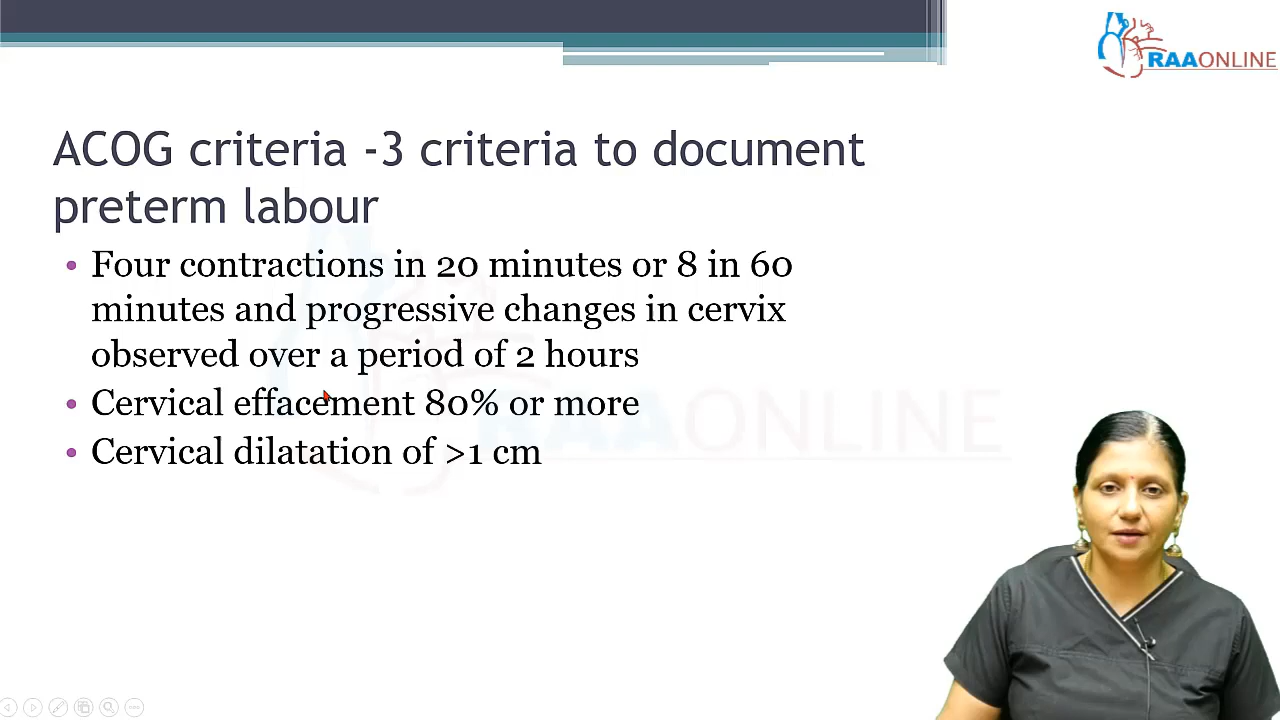 RAAONLINE
ACOG criteria -3 criteria to document
preterm labour
• Four contractions in 20 minutes or 8 in 60
minutes and progressive changes in cervix
observed over a period of 2 hours
• Cervical effacement 80% or more
• Cervical dilatation of >1 cm
RAAONLINE